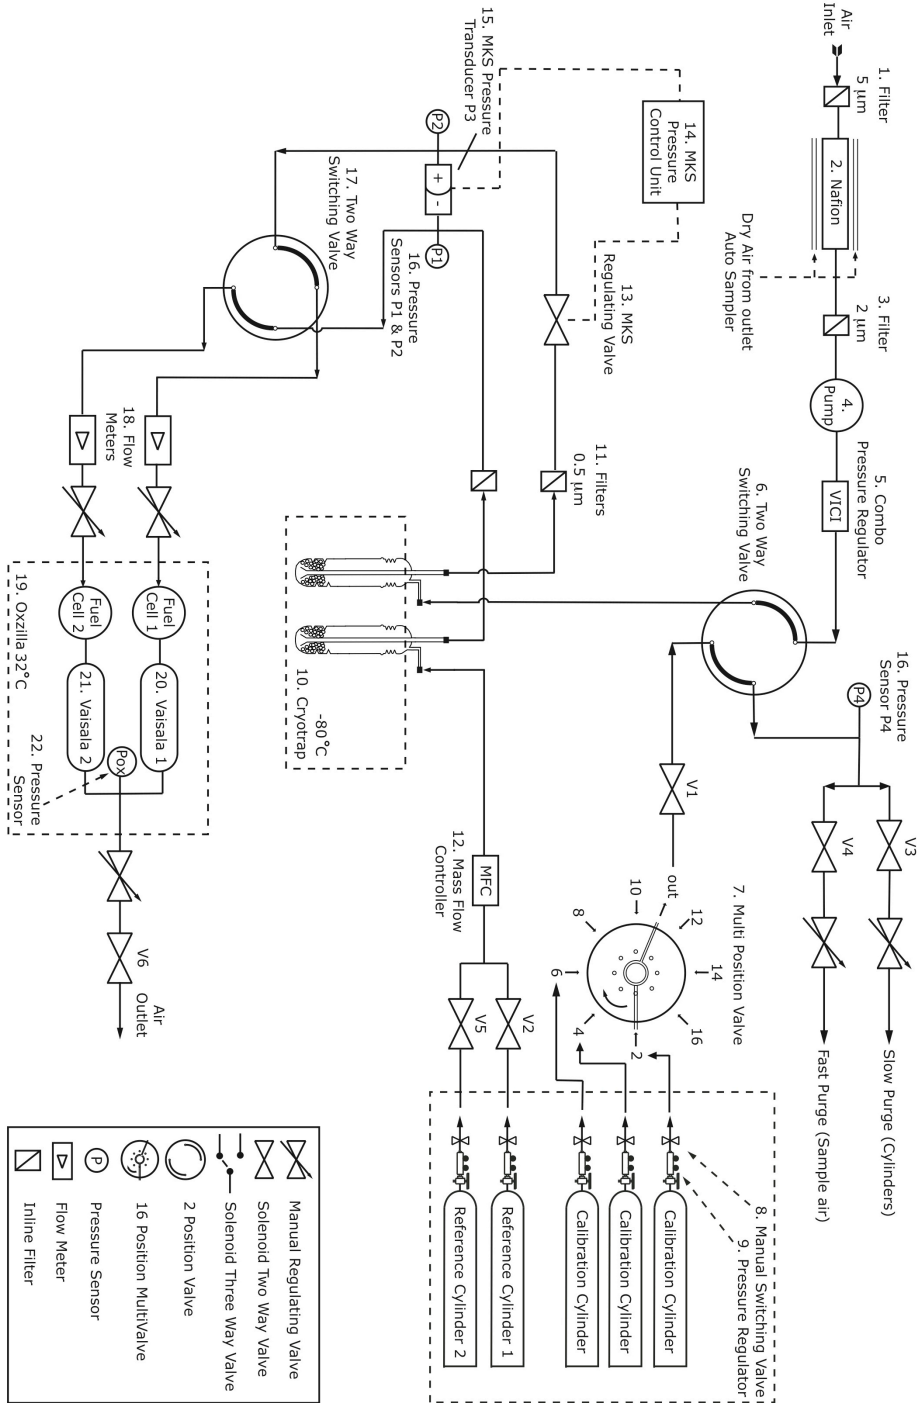 Air
Inlet
1. Filter
5 μm
2. Nafion
Dry Air from outlet
Auto Sampler
3. Filter
2 μm
4.
Pump
5. Combo
Pressure Regulator
VICI
6. Two Way
Switching Valve
16. Pressure
Sensor P4
P4
V3
V4
Slow Purge (Cylinders)
Fast Purge (Sample air)
14. MKS
Pressure
Control Unit
13. MKS
Regulating Valve
11. Filters
0.5 μm
V1
out
7. Multi Position Valve
2
4
6
8
10
12
14
16
15. MKS Pressure
Transducer P3
P2
+
-
P1
16. Pressure
Sensors P1 & P2
-80°C
10. Cryotrap
12. Mass Flow
Controller
MFC
V2
V5
8. Manual Switching Valve
9. Pressure Regulator
Calibration Cylinder
Calibration Cylinder
Calibration Cylinder
Reference Cylinder 1
Reference Cylinder 2
17. Two Way
Switching Valve
18. Flow
Meters
19. Oxzilla 32°C
Fuel
Cell 1
Fuel
Cell 2
20. Vaisala 1
21. Vaisala 2
Pox
22. Pressure
Sensor
V6
Air
Outlet
Manual Regulating Valve
Solenoid Two Way Valve
Solenoid Three Way Valve
2 Position Valve
16 Position MultiValve
P
Pressure Sensor
Flow Meter
Inline Filter